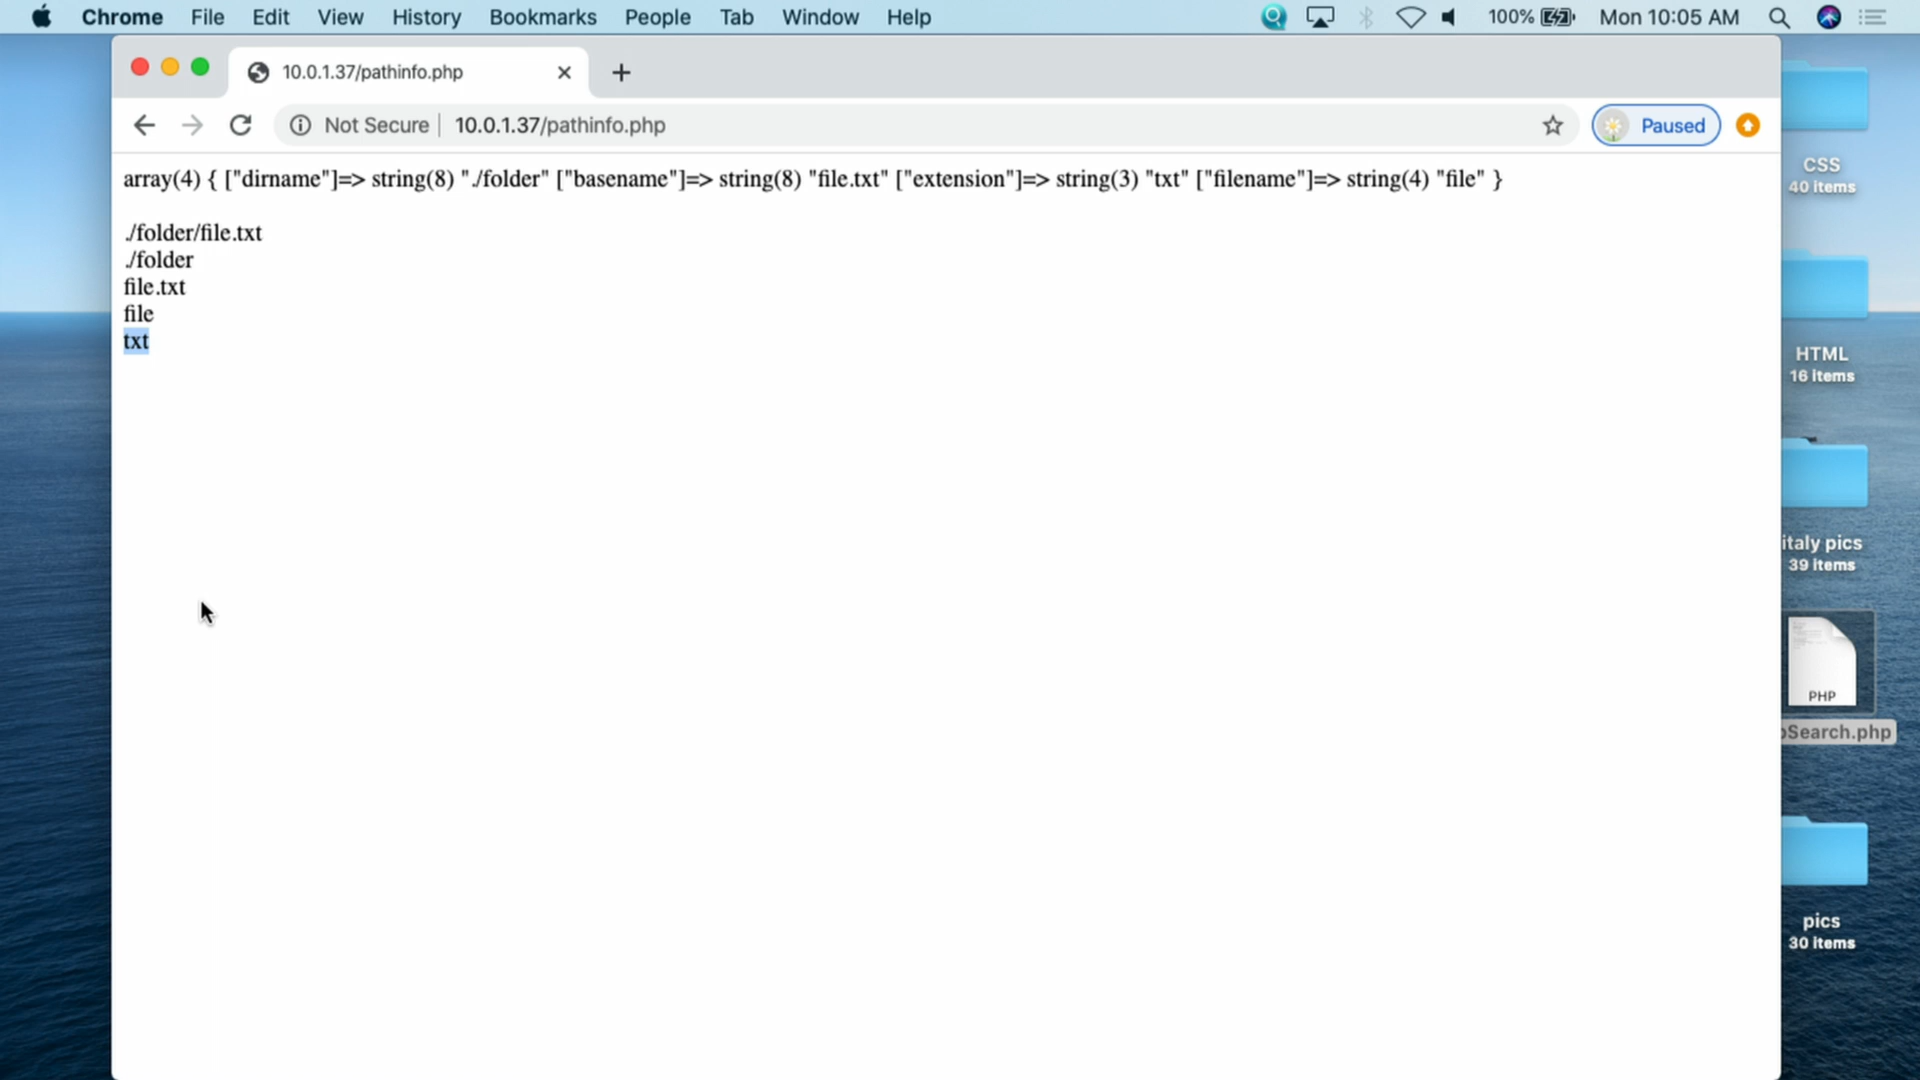 Chrome File Edit View History Bookmarks People Tab Window Help 100% Mon 10:05 AM
10.0.1.37/pathinfo.php
Not Secure 10.0.1.37/pathinfo.php Paused
array(4) { ["dirname"]=> string(8) "./folder" ["basename"]=> string(8) "file.txt" ["extension"]=> string(3) "txt" ["filename"]=> string(4) "file" }
./folder/file.txt
./folder
file.txt
file
txt
CSS
40 items
HTML
16 items
italy pics
39 items
PHP
Search.php
pics
30 items